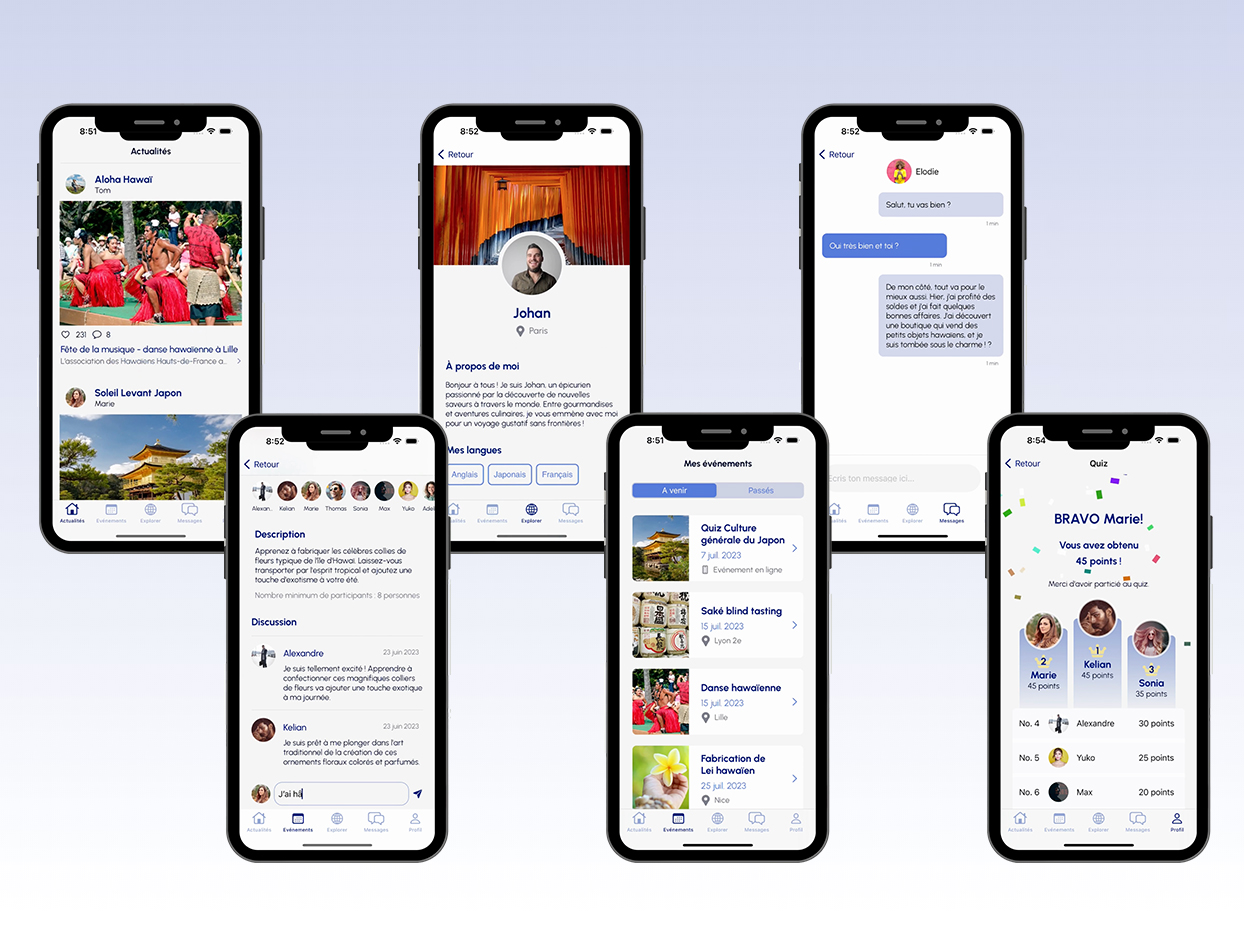 8:51
Actualités
Aloha Hawaï
Tom
231 8
Fête de la musique - danse hawaïenne à Lille
L'association des Hawaïens Hauts-de-France a...
Soleil Levant Japon
Marie
Actualités Evénements Explorer Messages
8:52
Retour
Johan
Paris
À propos de moi
Bonjour à tous ! Je suis Johan, un épicurien
passionné par la découverte de nouvelles
saveurs à travers le monde. Entre gourmandises
et aventures culinaires, je vous emmène avec moi
pour un voyage gustatif sans frontières !
Mes langues
Anglais Japonais Français
alités Evénements Explorer Messages
8:52
Retour
Elodie
Salut, tu vas bien ?
1 min
Oui très bien et toi ?
1 min
De mon côté, tout va pour le
mieux aussi. Hier, j'ai profité des
soldes et j'ai fait quelques
bonnes affaires. J'ai découvert
une boutique qui vend des
petits objets hawaïens, et je
suis tombée sous le charme ! ?
1 min
Ecris ton message ici...
alités Evénements Explorer Messages
8:52
Retour
Alexan.. Kelian Marie Thomas Sonia Max Yuko Adel
Description
Apprenez à fabriquer les célèbres collies de
fleurs typique de l'île d'Hawaï. Laissez-vous
transporter par l'esprit tropical et ajoutez une
touche d'exotisme à votre été.
Nombre minimum de participants : 8 personnes
Discussion
Alexandre 23 juin 2023
Je suis tellement excité ! Apprendre à
confectionner ces magnifiques colliers
de fleurs va ajouter une touche exotique
à ma journée.
Kelian 23 juin 2023
Je suis prêt à me plonger dans l'art
traditionnel de la création de ces
ornements floraux colorés et parfumés.
J'ai hâ
Actualités Evénements Explorer Messages Profil
8:51
Mes événements
A venir Passés
Quiz Culture
générale du Japon
7 juil. 2023
Evénement en ligne
Saké blind tasting
15 juil. 2023
Lyon 2e
Danse hawaïenne
15 juil. 2023
Lille
Fabrication de
Lei hawaïen
25 juil. 2023
Nice
Actualités Evénements Explorer Messages Profil
8:54
Retour Quiz
BRAVO Marie!
Vous avez obtenu
45 points !
Merci d'avoir particié au quiz.
2
Marie
45 points
1
Kelian
45 points
3
Sonia
35 points
No. 4 Alexandre 30 points
No. 5 Yuko 25 points
No. 6 Max 20 points
Actualités Evénements Explorer Messages Profil